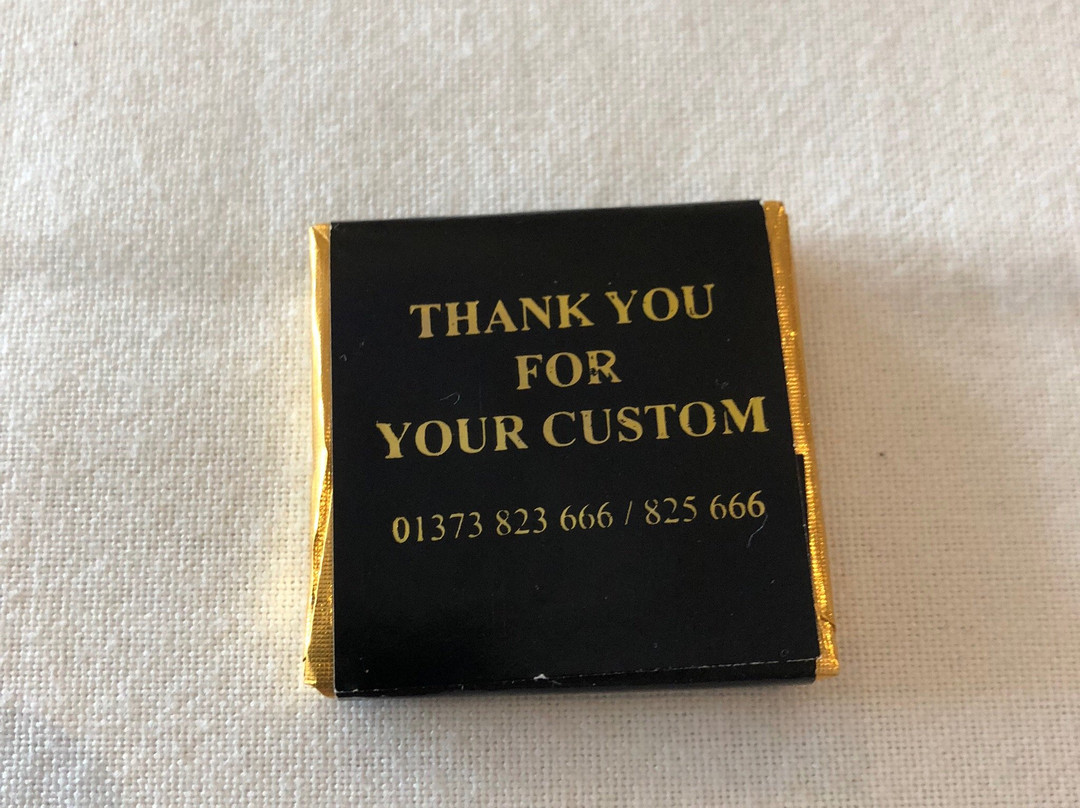 THANK YOU
FOR
YOUR CUSTOM
01373 823 666 / 825 666